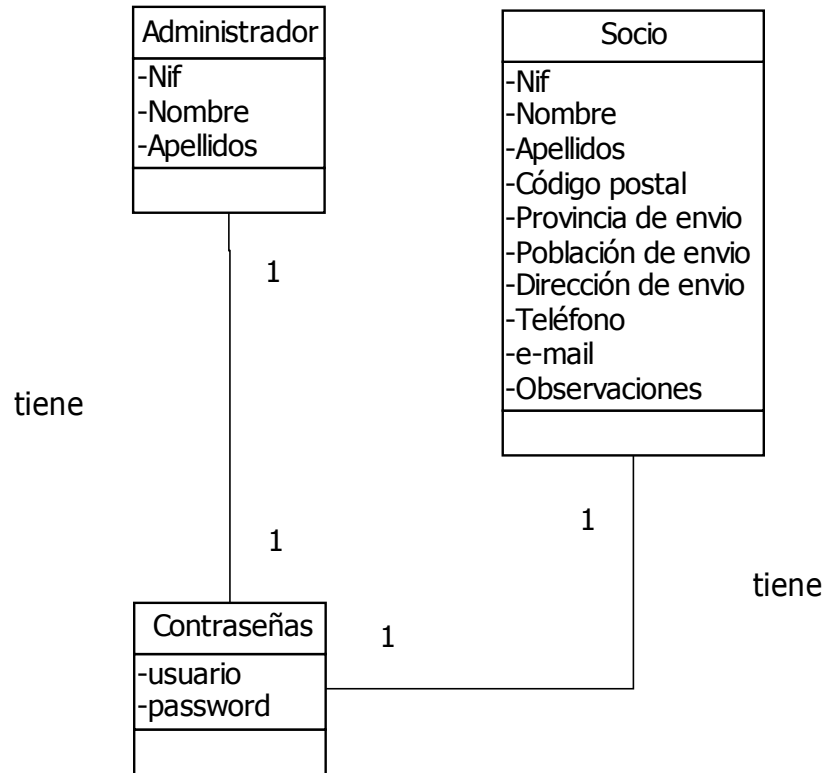 Administrador
-Nif
-Nombre
-Apellidos
Socio
-Nif
-Nombre
-Apellidos
-Código postal
-Provincia de envio
-Población de envio
-Dirección de envio
-Teléfono
-e-mail
-Observaciones
1
tiene
1
1
tiene
1
Contraseñas
-usuario
-password